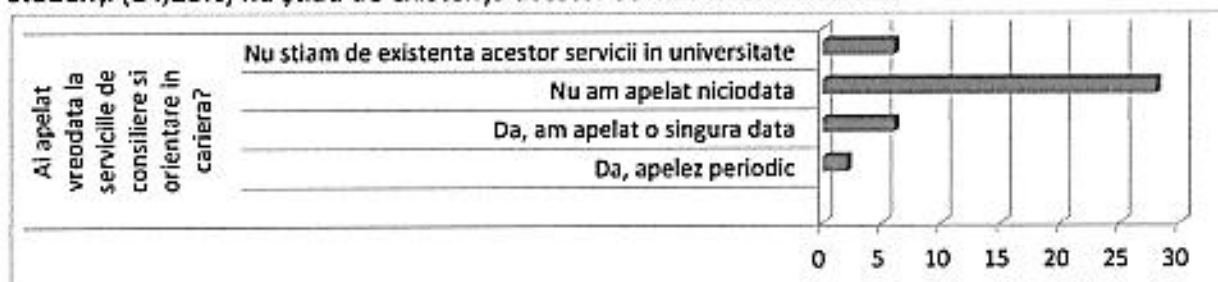 Ai apelat
vreodata la
serviciile de
consiliere si
orientare in
cariera?
Nu stiam de existenta acestor servicii in universitate
Nu am apelat niciodata
Da, am apelat o singura data
Da, apelez periodic
0 5 10 15 20 25 30